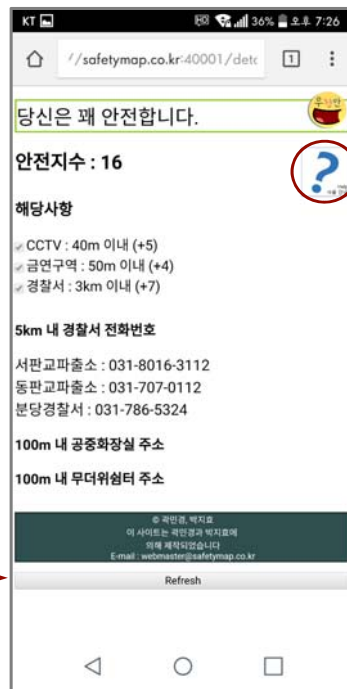 KT HD 36% 오후 7:26
//safetymap.co.kr:40001/detc 1
당신은 꽤 안전합니다.
안전지수 : 16
해당사항
CCTV : 40m 이내 (+5)
금연구역 : 50m 이내 (+4)
경찰서 : 3km 이내 (+7)
5km 내 경찰서 전화번호
서판교파출소 : 031-8016-3112
동판교파출소 : 031-707-0112
분당경찰서 : 031-786-5324
100m 내 공중화장실 주소
100m 내 무더위쉼터 주소
© 곽민경, 박지효
이 사이트는 곽민경과 박지효에
의해 제작되었습니다
E-mail : webmaster@safetymap.co.kr
Refresh